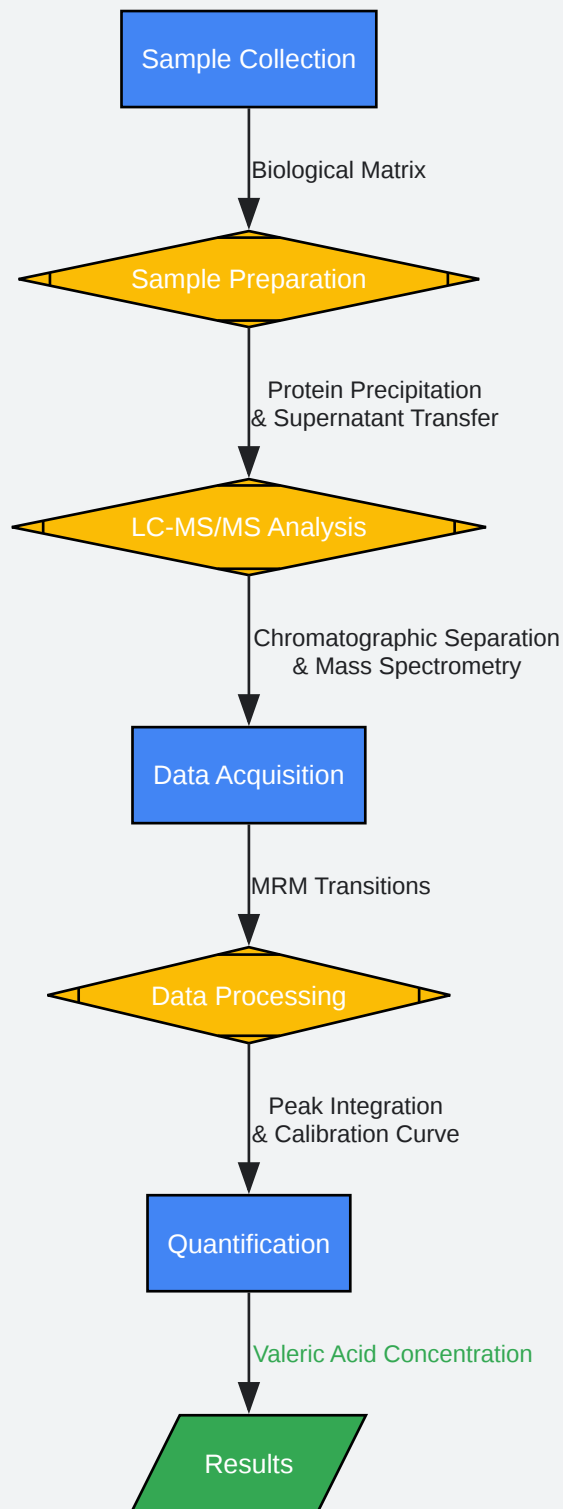 Sample Collection
Biological Matrix
Sample Preparation
Protein Precipitation
& Supernatant Transfer
LC-MS/MS Analysis
Chromatographic Separation
& Mass Spectrometry
Data Acquisition
MRM Transitions
Data Processing
Peak Integration
& Calibration Curve
Quantification
Valeric Acid Concentration
Results